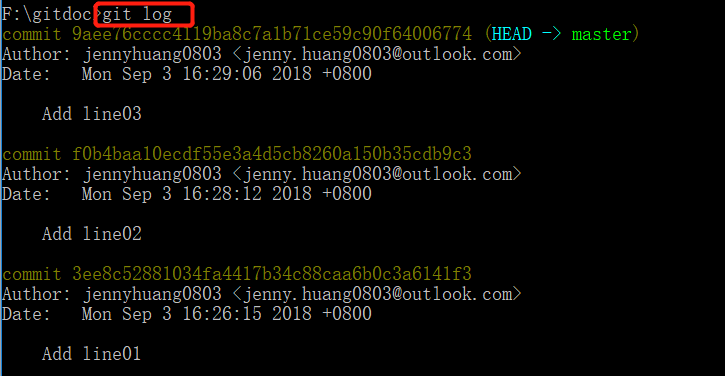 F:\gitdoc>git log
commit 9aee76cccc4119ba8c7a1b71ce59c90f64006774 (HEAD -> master)
Author: jennyhuang0803 <jenny.huang0803@outlook.com>
Date:   Mon Sep 3 16:29:06 2018 +0800
Add line03
commit f0b4baa10ecdf55e3a4d5cb8260a150b35cdb9c3
Author: jennyhuang0803 <jenny.huang0803@outlook.com>
Date:   Mon Sep 3 16:28:12 2018 +0800
Add line02
commit 3ee8c52881034fa4417b34c88caa6b0c3a6141f3
Author: jennyhuang0803 <jenny.huang0803@outlook.com>
Date:   Mon Sep 3 16:26:15 2018 +0800
Add line01